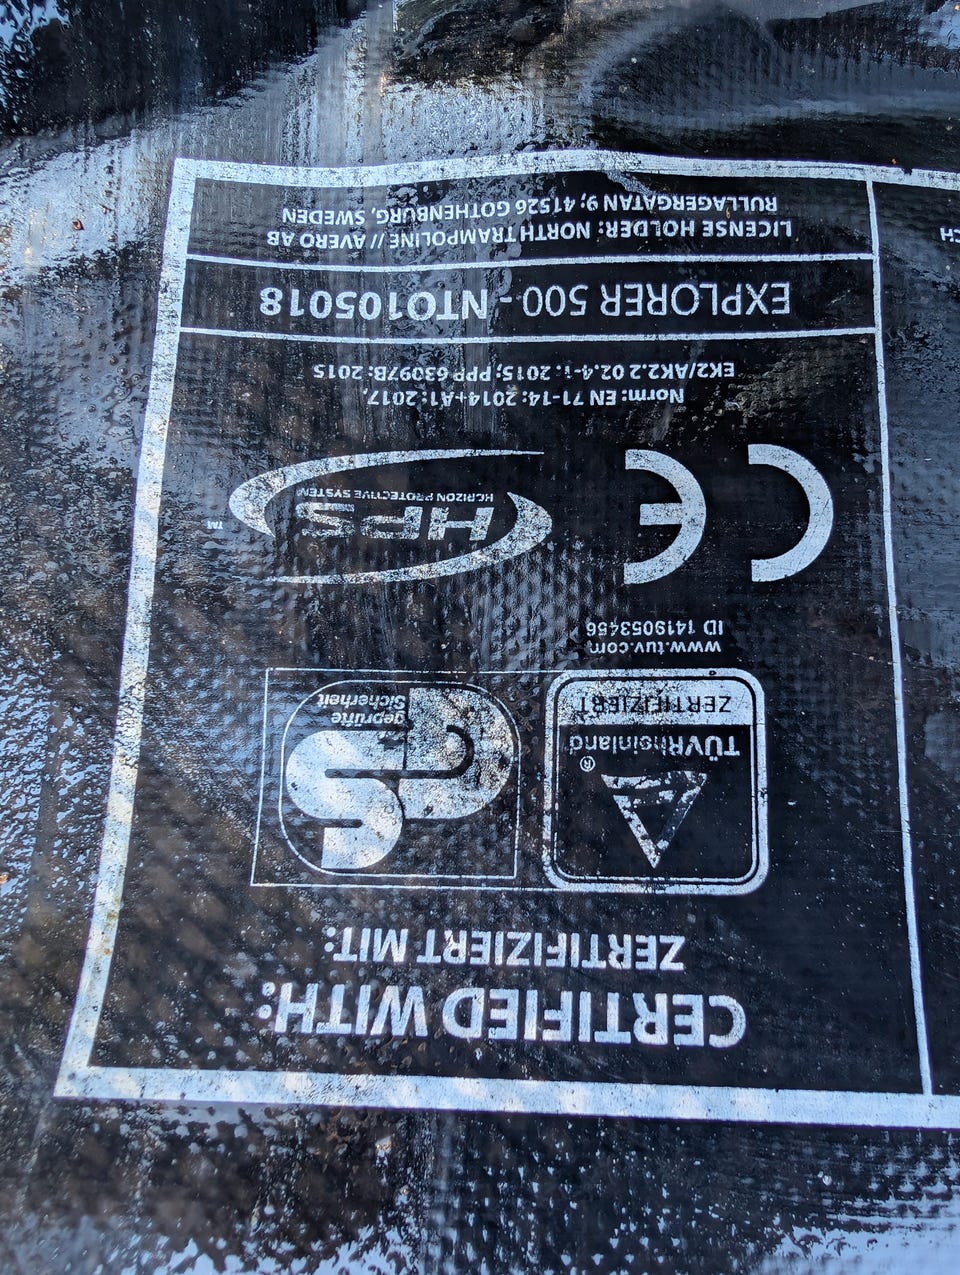 CERTIFIED WITH:
ZERTIFIZIERT MIT:
TÜVRheinland®
ZERTIFIZIERT
GS
geprüfte
Sicherheit
www.tuv.com
ID 1419053456
CE
HPS
HORIZON PROTECTIVE SYSTEM ™
Norm: EN 71-14: 2014+A1: 2017,
EK2/AK2.2 02.4-1, 2015; PPP 63097B: 2015
EXPLORER 500 - NTO105018
LICENSE HOLDER: NORTH TRAMPOLINE // AVERO AB
RULLAGERGATAN 9; 41526 GOTHENBURG, SWEDEN